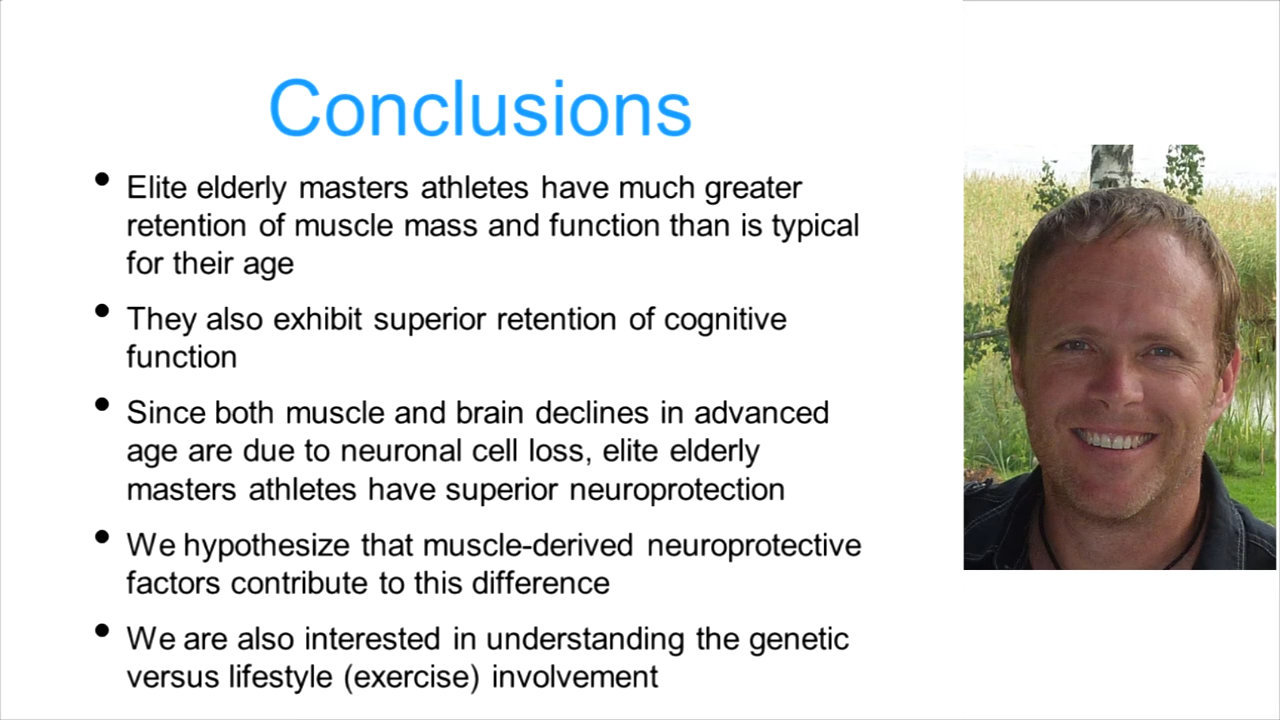 Conclusions
• Elite elderly masters athletes have much greater
retention of muscle mass and function than is typical
for their age
• They also exhibit superior retention of cognitive
function
• Since both muscle and brain declines in advanced
age are due to neuronal cell loss, elite elderly
masters athletes have superior neuroprotection
• We hypothesize that muscle-derived neuroprotective
factors contribute to this difference
• We are also interested in understanding the genetic
versus lifestyle (exercise) involvement